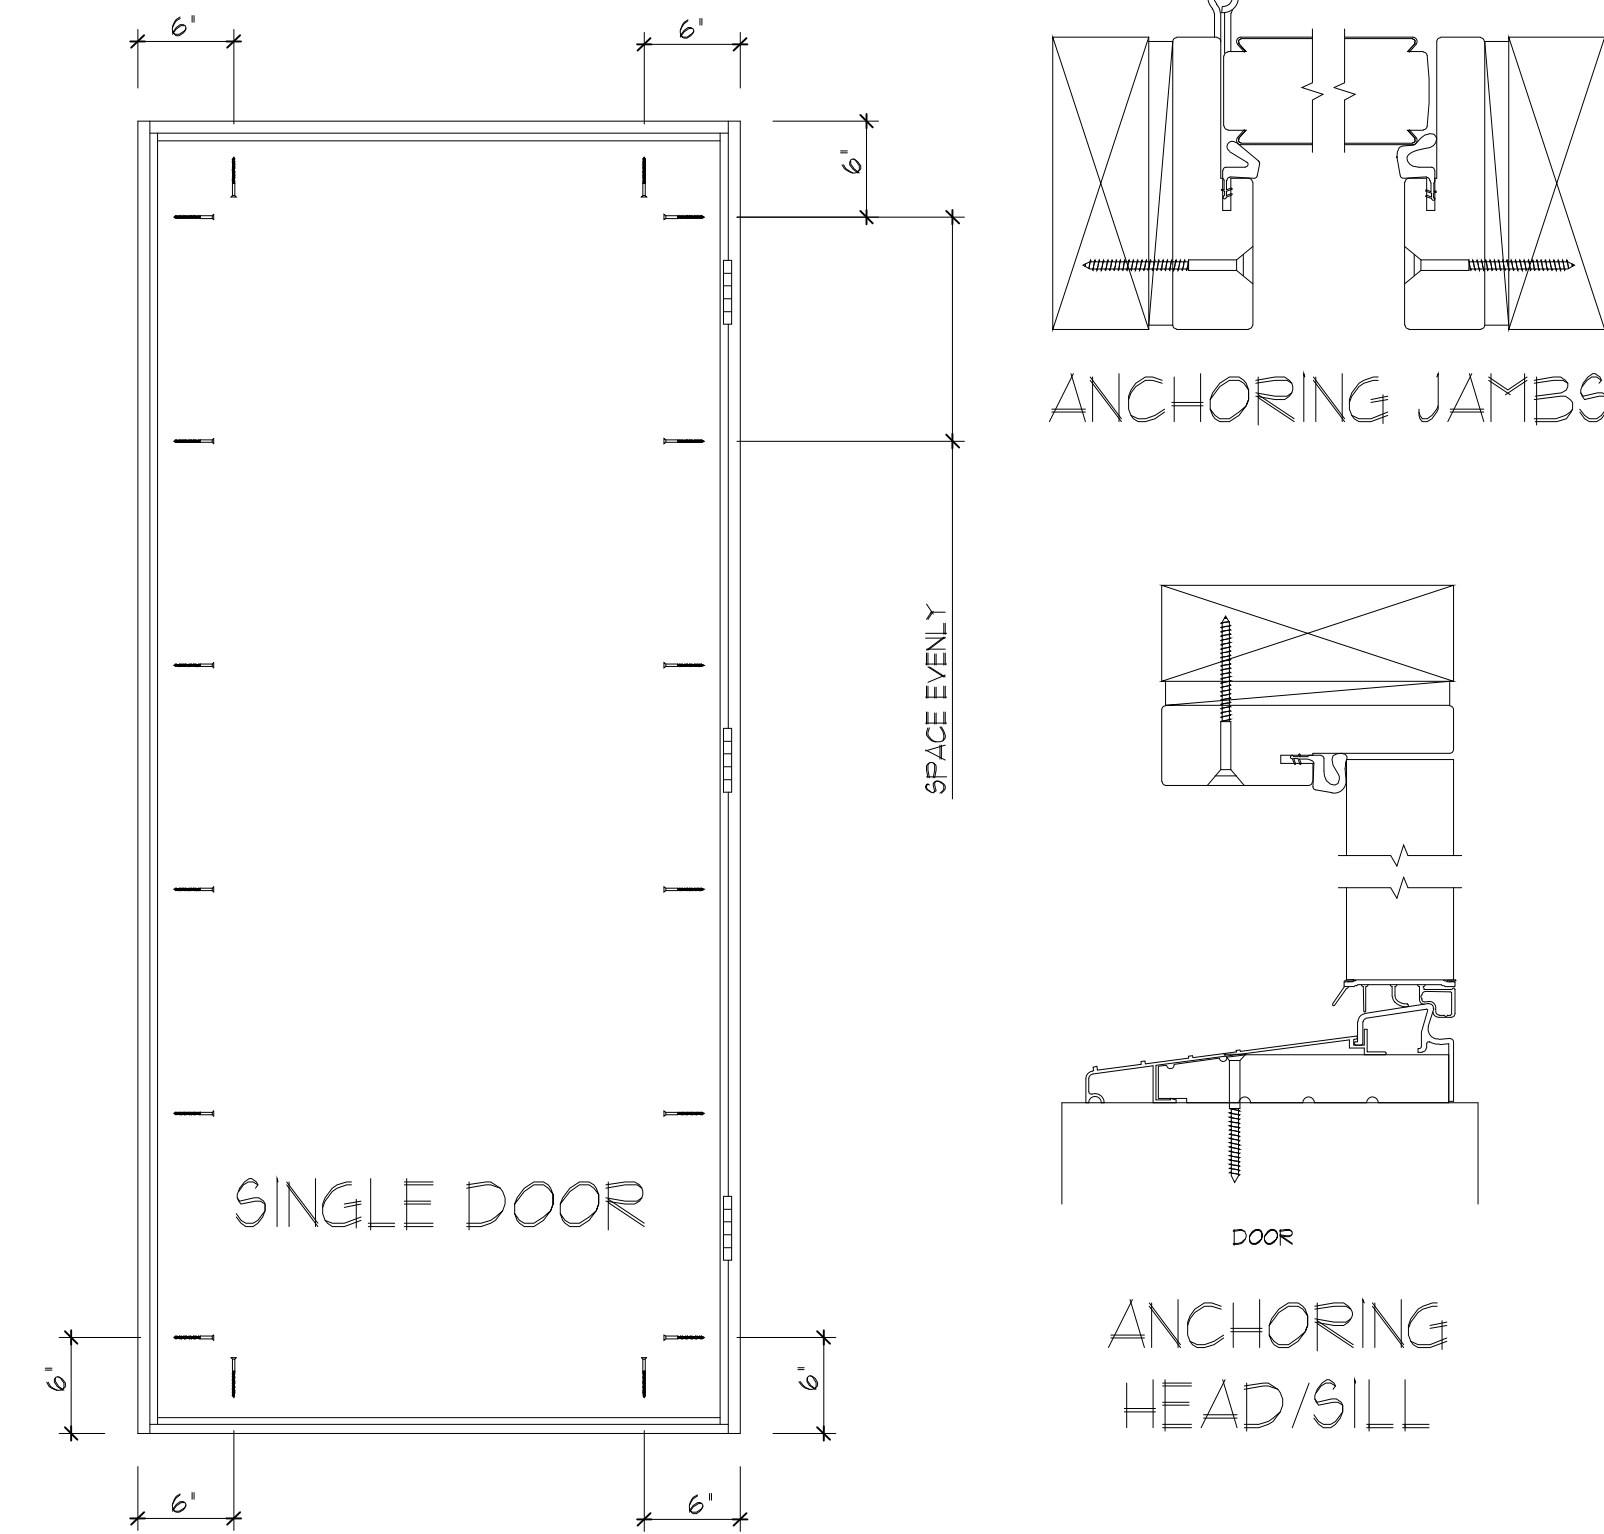 6"
6"
6"
ANCHORING JAMBS
SPACE EVENLY
SINGLE DOOR
DOOR
ANCHORING
HEAD/SILL
6"
6"
6"
6"